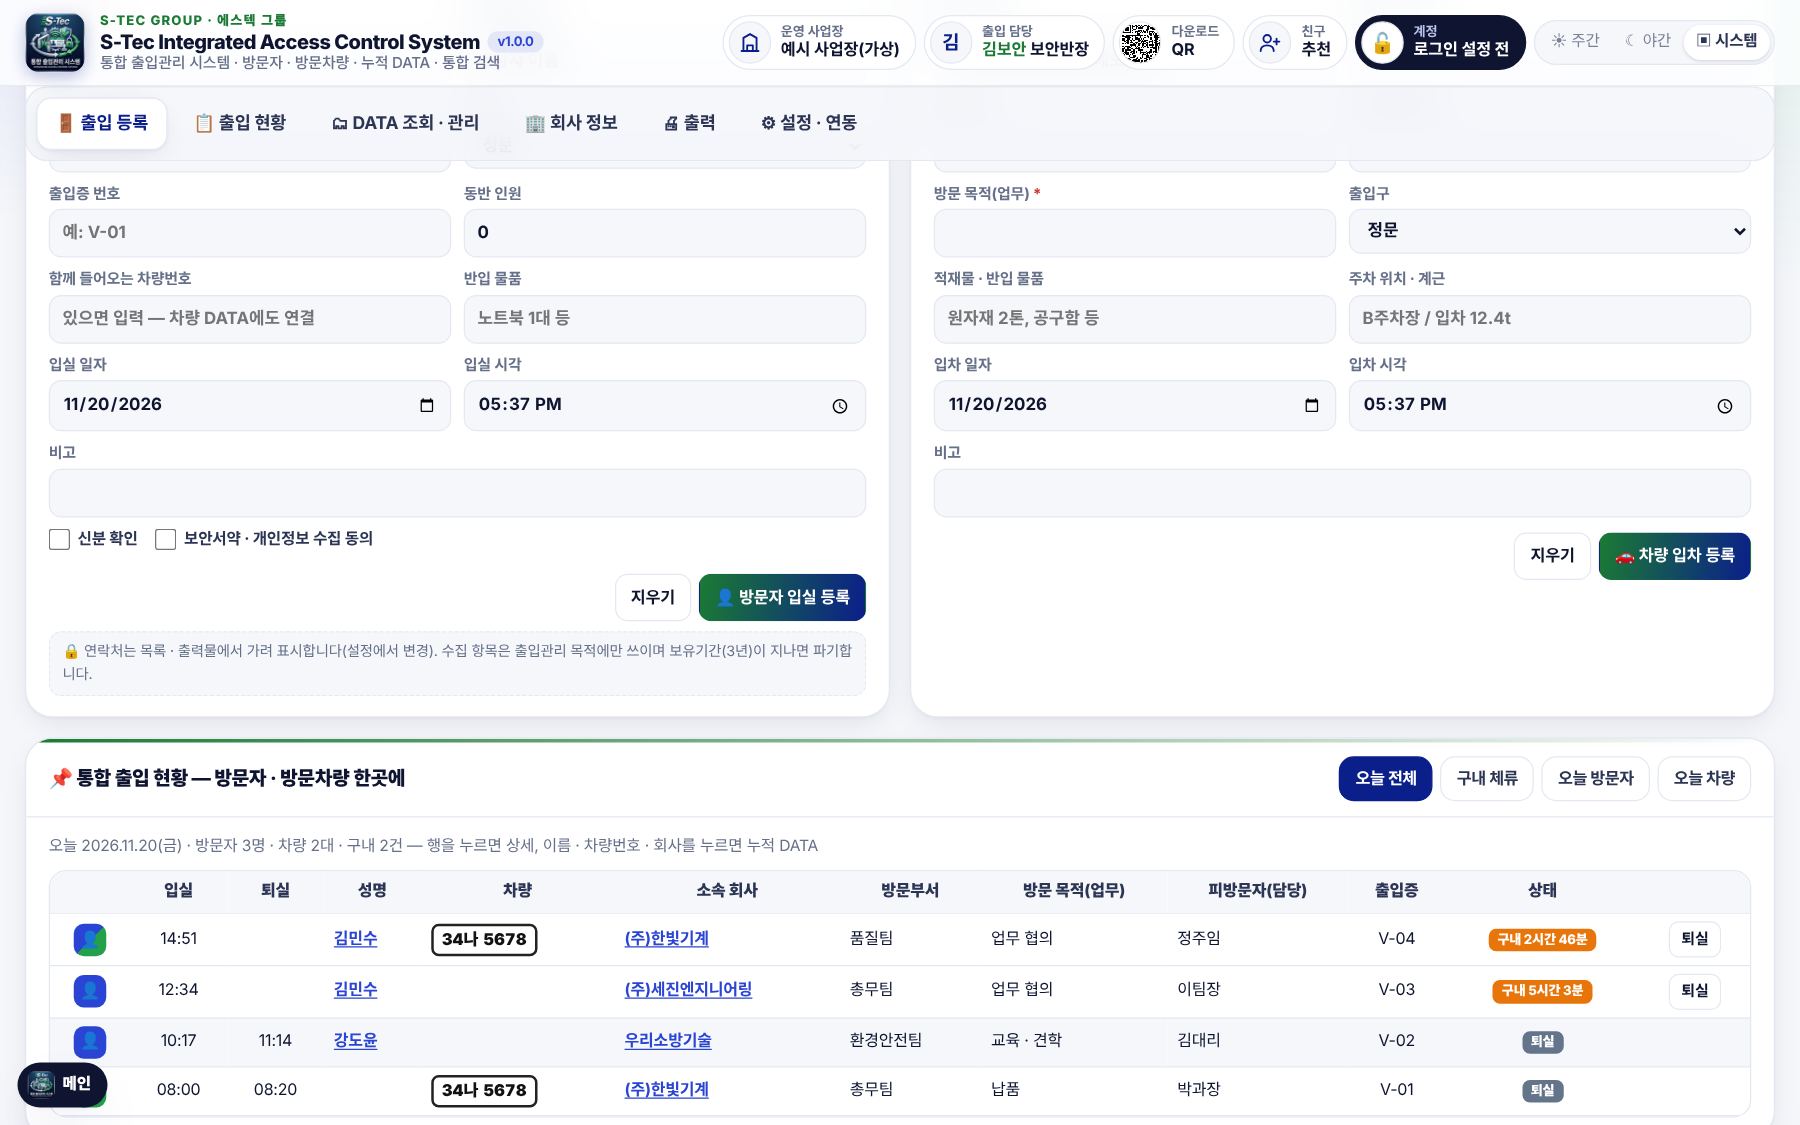 S-TEC GROUP · 에스텍 그룹
S-Tec Integrated Access Control System v1.0.0
통합 출입관리 시스템 · 방문자 · 방문차량 · 누적 DATA · 통합 검색
운영 사업장
예시 사업장(가상)
김
출입 담당
김보안 보안반장
다운로드
QR
친구
추천
계정
로그인 설정 전
주간
야간
시스템
출입 등록
출입 현황
DATA 조회 · 관리
회사 정보
출력
설정 · 연동
출입증 번호
동반 인원
예: V-01
0
함께 들어오는 차량번호
반입 물품
있으면 입력 — 차량 DATA에도 연결
노트북 1대 등
입실 일자
입실 시각
11/20/2026
05:37 PM
비고
신분 확인
보안서약 · 개인정보 수집 동의
지우기
방문자 입실 등록
연락처는 목록 · 출력물에서 가려 표시합니다(설정에서 변경). 수집 항목은 출입관리 목적에만 쓰이며 보유기간(3년)이 지나면 파기합
니다.
방문 목적(업무) *
출입구
정문
적재물 · 반입 물품
주차 위치 · 계근
원자재 2톤, 공구함 등
B주차장 / 입차 12.4t
입차 일자
입차 시각
11/20/2026
05:37 PM
비고
지우기
차량 입차 등록
통합 출입 현황 — 방문자 · 방문차량 한곳에
오늘 전체
구내 체류
오늘 방문자
오늘 차량
오늘 2026.11.20(금) · 방문자 3명 · 차량 2대 · 구내 2건 — 행을 누르면 상세, 이름 · 차량번호 · 회사를 누르면 누적 DATA
입실 퇴실 성명 차량 소속 회사 방문부서 방문 목적(업무) 피방문자(담당) 출입증 상태
14:51 김민수 34나 5678 (주)한빛기계 품질팀 업무 협의 정주임 V-04 구내 2시간 46분 퇴실
12:34 김민수 (주)세진엔지니어링 총무팀 업무 협의 이팀장 V-03 구내 5시간 3분 퇴실
10:17 11:14 강도윤 우리소방기술 환경안전팀 교육 · 견학 김대리 V-02 퇴실
08:00 08:20 34나 5678 (주)한빛기계 총무팀 납품 박과장 V-01 퇴실
메인